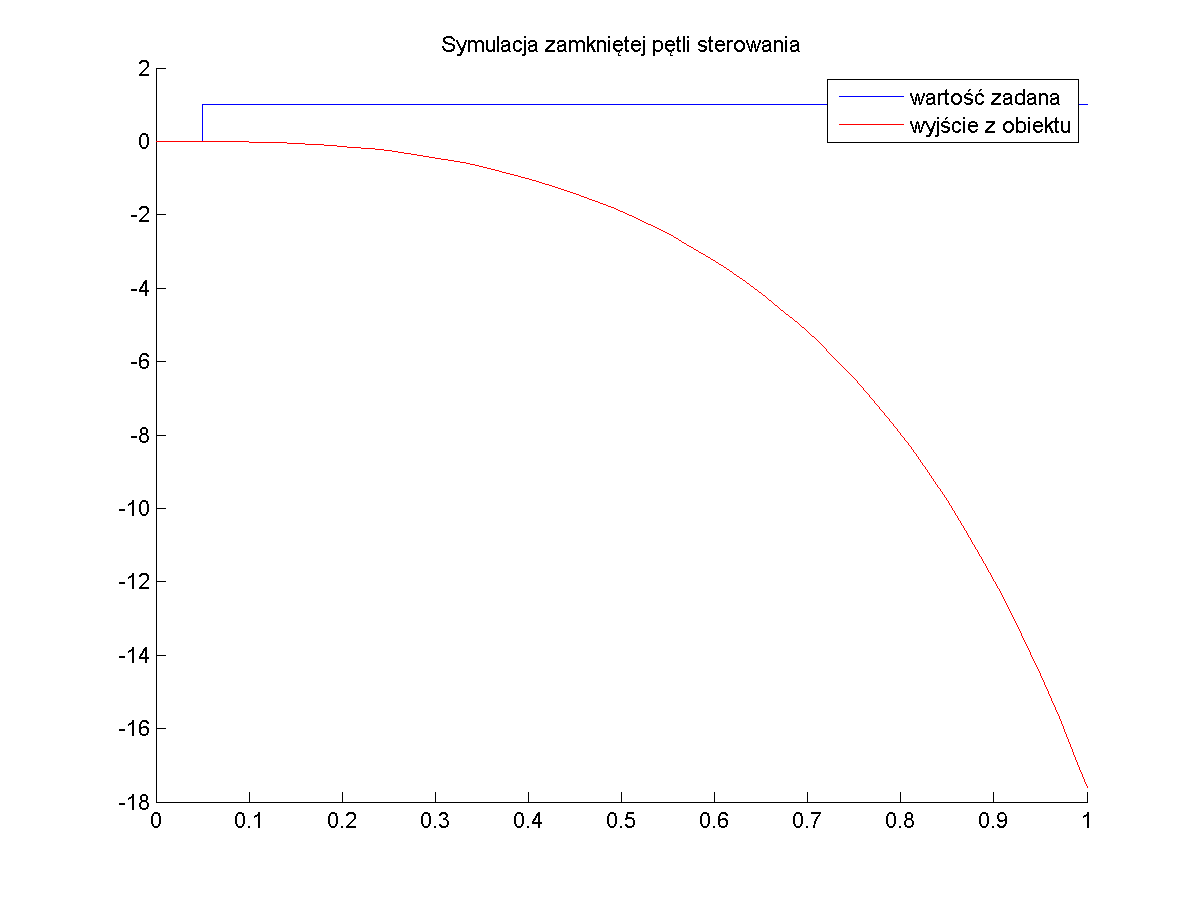 Symulacja zamkniętej pętli sterowania
wartość zadana
wyjście z obiektu
2
0
-2
-4
-6
-8
-10
-12
-14
-16
-18
0 0.1 0.2 0.3 0.4 0.5 0.6 0.7 0.8 0.9 1